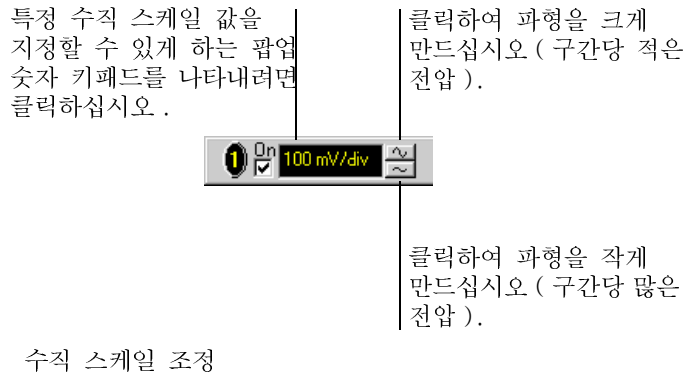 특정 수직 스케일 값을
지정할 수 있게 하는 팝업
숫자 키패드를 나타내려면
클릭하십시오 .
클릭하여 파형을 크게
만드십시오 ( 구간당 적은
전압 ).
1 On 100 mV/div
클릭하여 파형을 작게
만드십시오 ( 구간당 많은
전압 ).
수직 스케일 조정